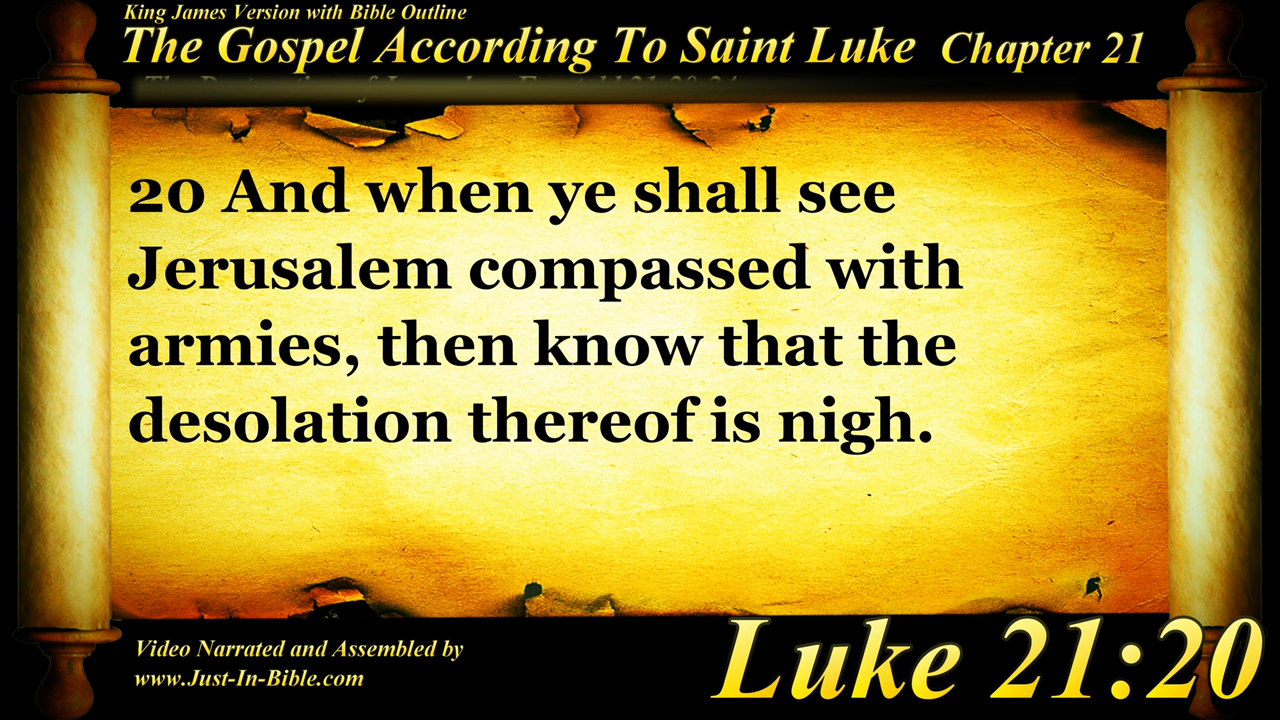 King James Version with Bible Outline
The Gospel According To Saint Luke Chapter 21
20 And when ye shall see
Jerusalem compassed with
armies, then know that the
desolation thereof is nigh.
Video Narrated and Assembled by
www.Just-In-Bible.com
Luke 21:20